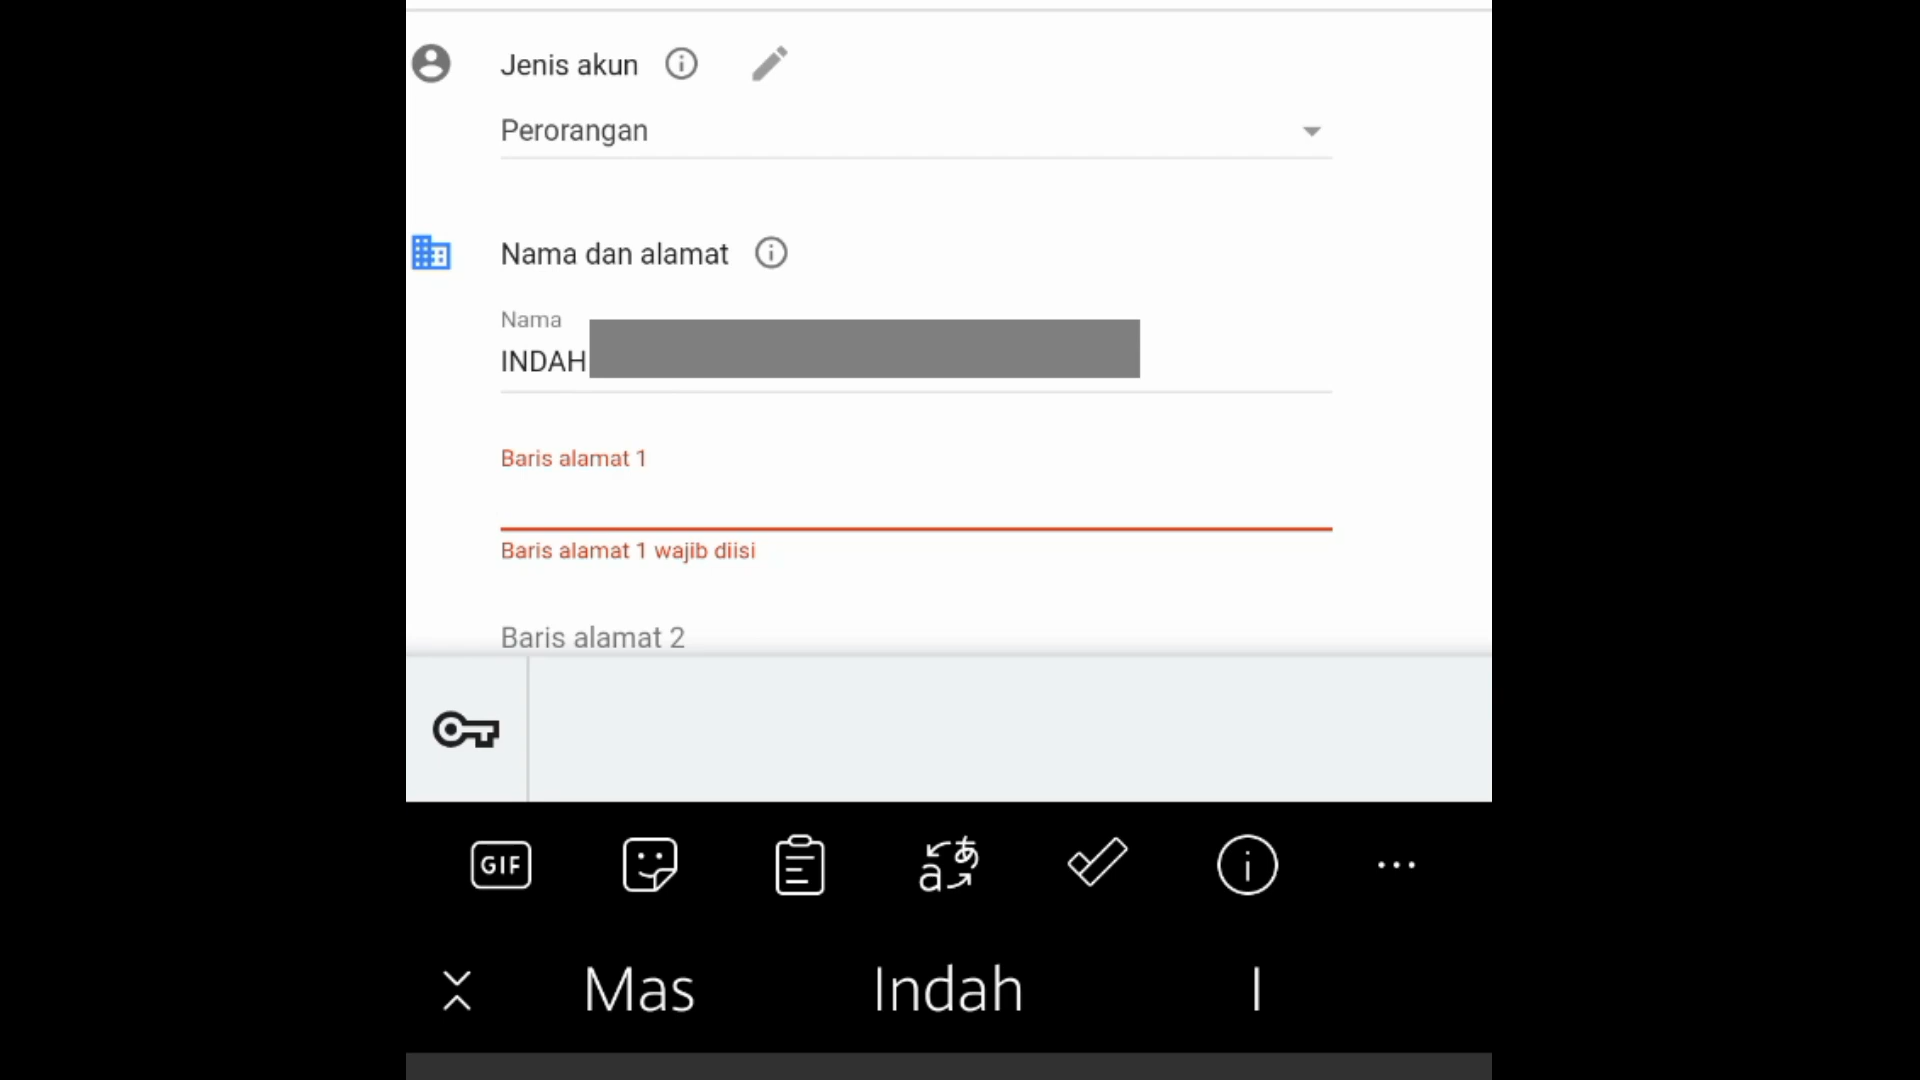 Jenis akun
Perorangan
Nama dan alamat
Nama
INDAH
Baris alamat 1
Baris alamat 1 wajib diisi
Baris alamat 2
GIF
a あ
Mas Indah I